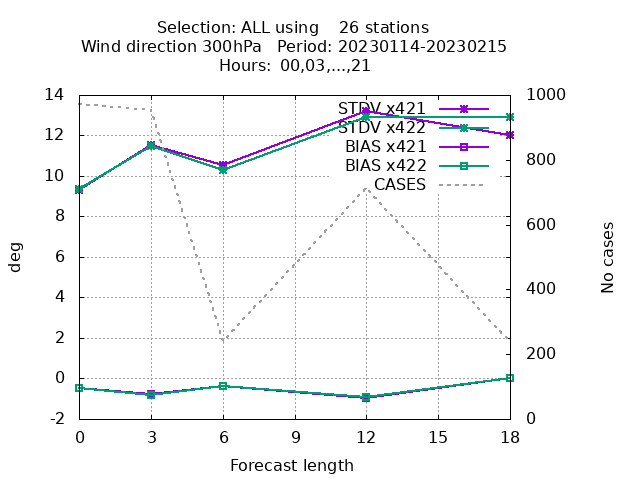 Selection: ALL using 26 stations
Wind direction 300hPa Period: 20230114-20230215
Hours: 00,03,...,21
14 1000
STDV x421
STDV x422
12
BIAS x421
800
BIAS x422
10
CASES
8
600
6
deg
No cases
400
4
2
200
0
-2 0
0 3 6 9 12 15 18
Forecast length